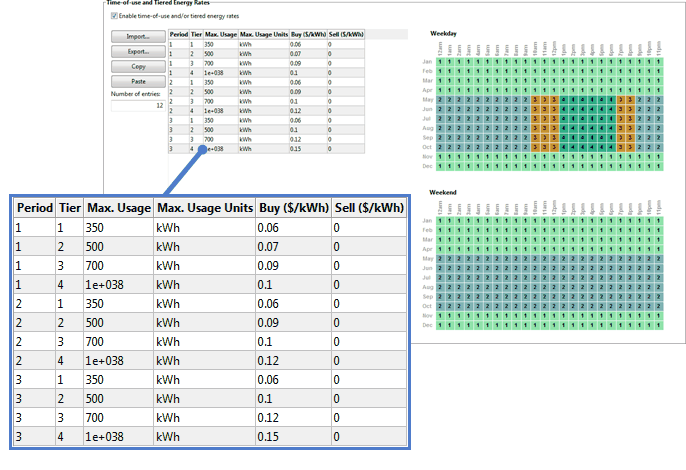 Time-of-use and Tiered Energy Rates
Enable time-of-use and/or tiered energy rates
Import...
Export...
Copy
Paste
Number of entries:
12
Period Tier Max. Usage Max. Usage Units Buy ($/kWh) Sell ($/kWh)
1 1 350 kWh 0.06 0
1 2 500 kWh 0.07 0
1 3 700 kWh 0.09 0
1 4 1e+038 kWh 0.1 0
2 1 350 kWh 0.06 0
2 2 500 kWh 0.09 0
2 3 700 kWh 0.1 0
2 4 1e+038 kWh 0.12 0
3 1 350 kWh 0.06 0
3 2 500 kWh 0.1 0
3 3 700 kWh 0.12 0
3 4 1e+038 kWh 0.15 0
Weekday
12am 1am 2am 3am 4am 5am 6am 7am 8am 9am 10am 11am 12pm 1pm 2pm 3pm 4pm 5pm 6pm 7pm 8pm 9pm 10pm 11pm
Jan 1 1 1 1 1 1 1 1 1 1 1 1 1 1 1 1 1 1 1 1 1 1 1 1
Feb 1 1 1 1 1 1 1 1 1 1 1 1 1 1 1 1 1 1 1 1 1 1 1 1
Mar 1 1 1 1 1 1 1 1 1 1 1 1 1 1 1 1 1 1 1 1 1 1 1 1
Apr 1 1 1 1 1 1 1 1 1 1 1 1 1 1 1 1 1 1 1 1 1 1 1 1
May 2 2 2 2 2 2 2 2 2 2 3 3 3 4 4 4 4 4 4 3 3 2 2 2
Jun 2 2 2 2 2 2 2 2 2 2 3 3 3 4 4 4 4 4 4 3 3 2 2 2
Jul 2 2 2 2 2 2 2 2 2 2 3 3 3 4 4 4 4 4 4 3 3 2 2 2
Aug 2 2 2 2 2 2 2 2 2 2 3 3 3 4 4 4 4 4 4 3 3 2 2 2
Sep 2 2 2 2 2 2 2 2 2 2 3 3 3 4 4 4 4 4 4 3 3 2 2 2
Oct 2 2 2 2 2 2 2 2 2 2 3 3 3 4 4 4 4 4 4 3 3 2 2 2
Nov 1 1 1 1 1 1 1 1 1 1 1 1 1 1 1 1 1 1 1 1 1 1 1 1
Dec 1 1 1 1 1 1 1 1 1 1 1 1 1 1 1 1 1 1 1 1 1 1 1 1
Weekend
12am 1am 2am 3am 4am 5am 6am 7am 8am 9am 10am 11am 12pm 1pm 2pm 3pm 4pm 5pm 6pm 7pm 8pm 9pm 10pm 11pm
Jan 1 1 1 1 1 1 1 1 1 1 1 1 1 1 1 1 1 1 1 1 1 1 1 1
Feb 1 1 1 1 1 1 1 1 1 1 1 1 1 1 1 1 1 1 1 1 1 1 1 1
Mar 1 1 1 1 1 1 1 1 1 1 1 1 1 1 1 1 1 1 1 1 1 1 1 1
Apr 1 1 1 1 1 1 1 1 1 1 1 1 1 1 1 1 1 1 1 1 1 1 1 1
May 2 2 2 2 2 2 2 2 2 2 2 2 2 2 2 2 2 2 2 2 2 2 2 2
Jun 2 2 2 2 2 2 2 2 2 2 2 2 2 2 2 2 2 2 2 2 2 2 2 2
Jul 2 2 2 2 2 2 2 2 2 2 2 2 2 2 2 2 2 2 2 2 2 2 2 2
Aug 2 2 2 2 2 2 2 2 2 2 2 2 2 2 2 2 2 2 2 2 2 2 2 2
Sep 2 2 2 2 2 2 2 2 2 2 2 2 2 2 2 2 2 2 2 2 2 2 2 2
Oct 2 2 2 2 2 2 2 2 2 2 2 2 2 2 2 2 2 2 2 2 2 2 2 2
Nov 1 1 1 1 1 1 1 1 1 1 1 1 1 1 1 1 1 1 1 1 1 1 1 1
Dec 1 1 1 1 1 1 1 1 1 1 1 1 1 1 1 1 1 1 1 1 1 1 1 1
Period Tier Max. Usage Max. Usage Units Buy ($/kWh) Sell ($/kWh)
1 1 350 kWh 0.06 0
1 2 500 kWh 0.07 0
1 3 700 kWh 0.09 0
1 4 1e+038 kWh 0.1 0
2 1 350 kWh 0.06 0
2 2 500 kWh 0.09 0
2 3 700 kWh 0.1 0
2 4 1e+038 kWh 0.12 0
3 1 350 kWh 0.06 0
3 2 500 kWh 0.1 0
3 3 700 kWh 0.12 0
3 4 1e+038 kWh 0.15 0